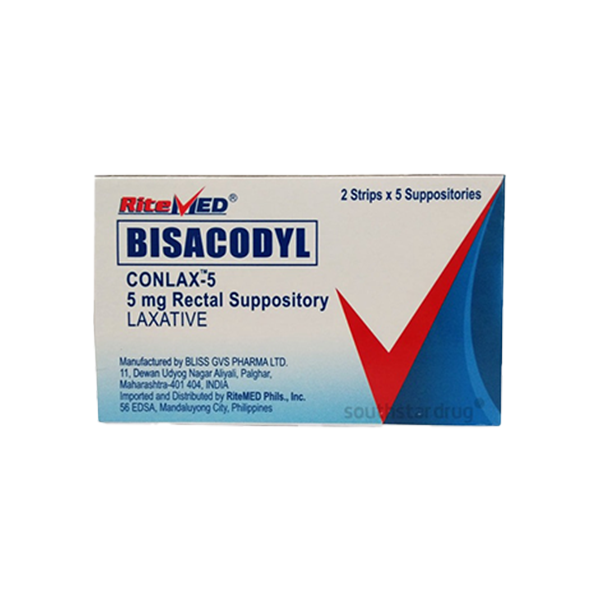 RiteMED®
2 Strips x 5 Suppositories
BISACODYL
CONLAX™-5
5 mg Rectal Suppository
LAXATIVE
Manufactured by BLISS GVS PHARMA LTD.
11, Dewan Udyog Nagar Aliyali, Palghar,
Maharashtra-401 404, INDIA
Imported and Distributed by RiteMED Phils., Inc.
56 EDSA, Mandaluyong City, Philippines
southstardrug®